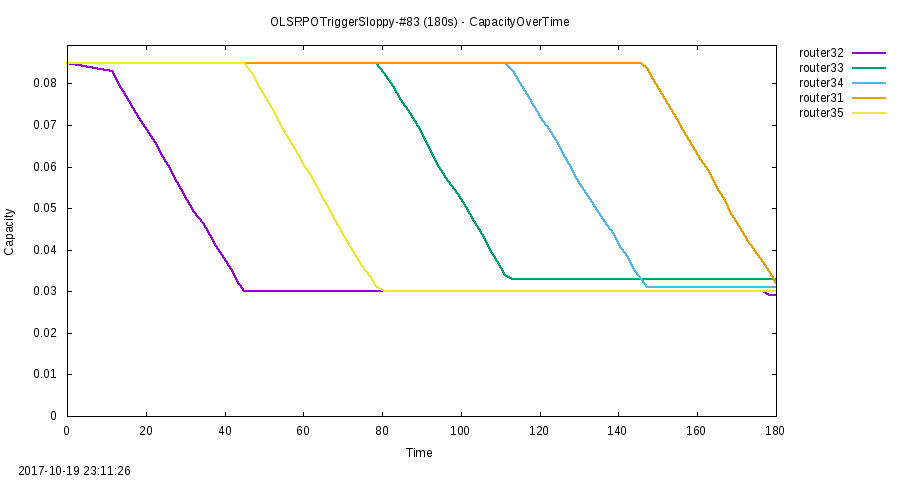 OLSRPOTriggerSloppy-#83 (180s) - CapacityOverTime
router32
router33
router34
router31
router35
0.08
0.07
0.06
0.05
0.04
0.03
0.02
0.01
0
Capacity
0 20 40 60 80 100 120 140 160 180
Time
2017-10-19 23:11:26